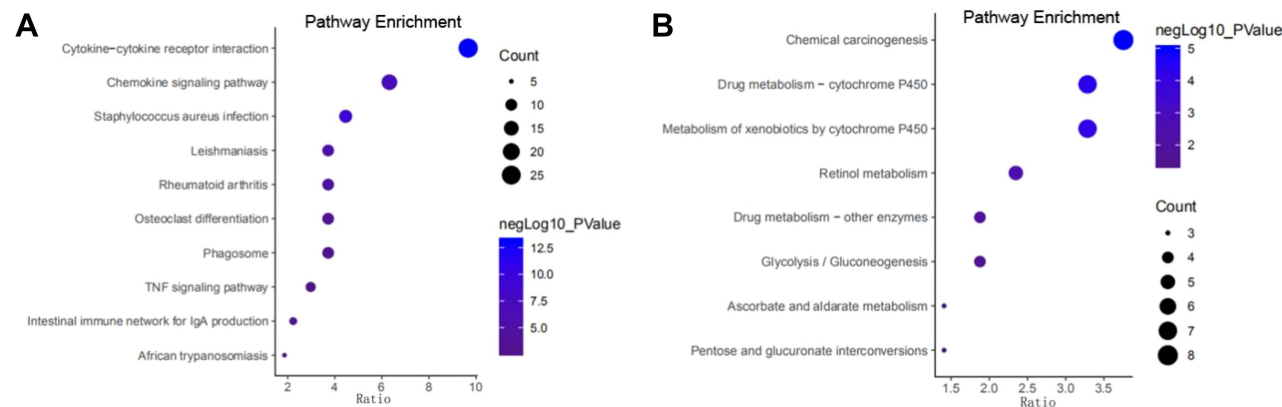 A
Pathway Enrichment
Cytokine−cytokine receptor interaction
Chemokine signaling pathway
Staphylococcus aureus infection
Leishmaniasis
Rheumatoid arthritis
Osteoclast differentiation
Phagosome
TNF signaling pathway
Intestinal immune network for IgA production
African trypanosomiasis
2 4 6 8 10
Ratio
Count
5
10
15
20
25
negLog10_PValue
12.5
10.0
7.5
5.0
B
Pathway Enrichment
Chemical carcinogenesis
Drug metabolism − cytochrome P450
Metabolism of xenobiotics by cytochrome P450
Retinol metabolism
Drug metabolism − other enzymes
Glycolysis / Gluconeogenesis
Ascorbate and aldarate metabolism
Pentose and glucuronate interconversions
1.5 2.0 2.5 3.0 3.5
Ratio
negLog10_PValue
5
4
3
2
Count
3
4
5
6
7
8